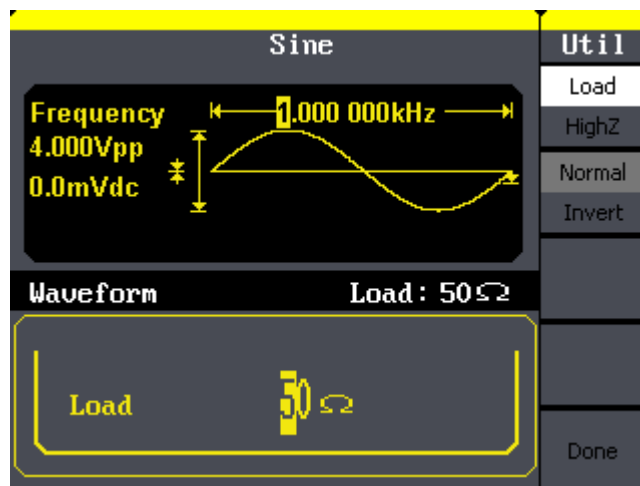 Sine
Util
Frequency
1.000 000kHz
4.000Vpp
0.0mVdc
Load
HighZ
Normal
Invert
Waveform
Load: 50Ω
Load
50Ω
Done